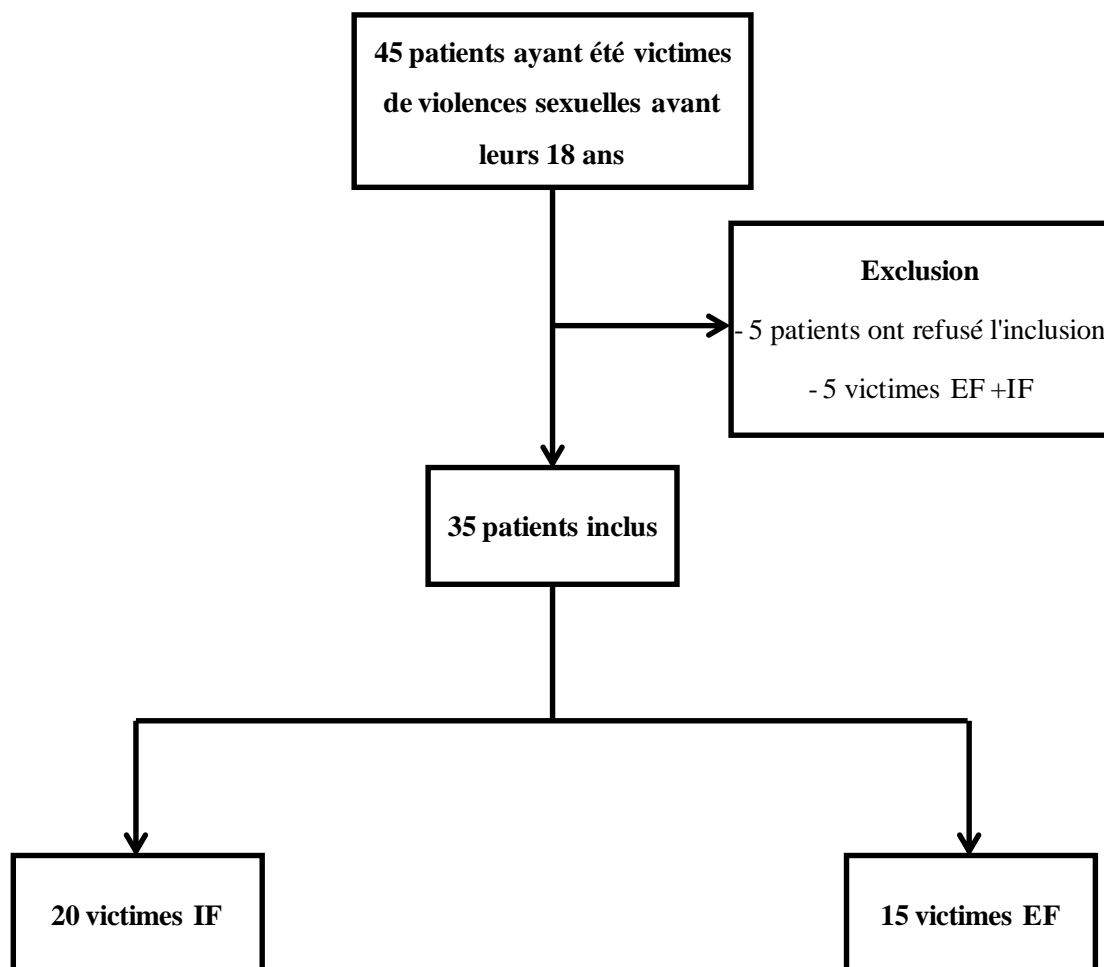 45 patients ayant été victimes
de violences sexuelles avant
leurs 18 ans
Exclusion
- 5 patients ont refusé l'inclusion
- 5 victimes EF +IF
35 patients inclus
20 victimes IF
15 victimes EF